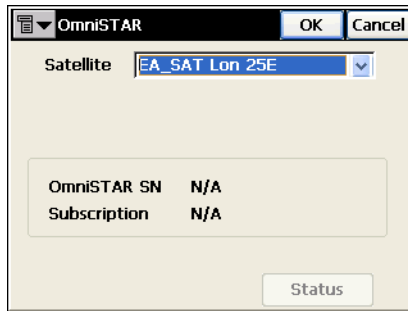 OmniSTAR OK Cancel
Satellite EA_SAT Lon 25E
OmniSTAR SN N/A
Subscription N/A
Status